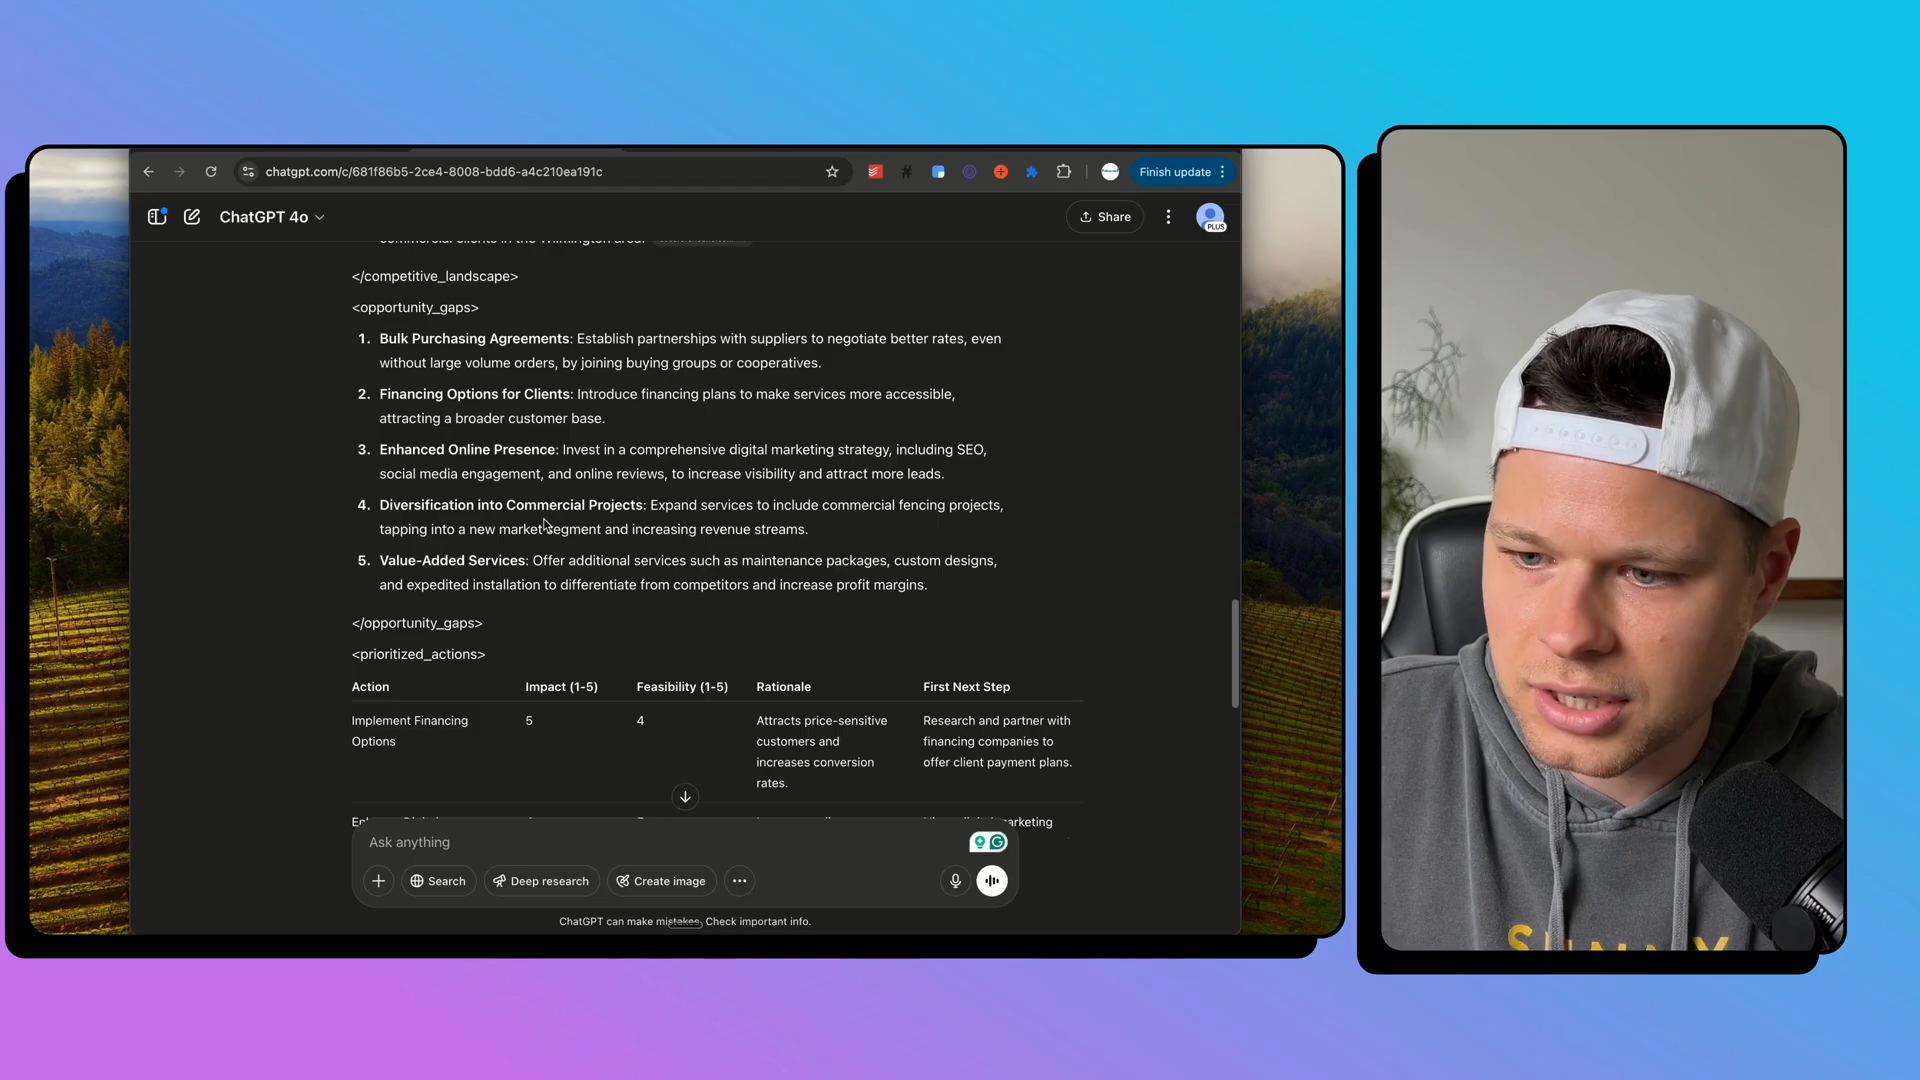 chatgpt.com/c/681f86b5-2ce4-8008-bdd6-a4c210ea191c
Finish update
ChatGPT 4o
Share
PLUS
commercial clients in the Wilmington area.
</competitive_landscape>
<opportunity_gaps>
1. Bulk Purchasing Agreements: Establish partnerships with suppliers to negotiate better rates, even
without large volume orders, by joining buying groups or cooperatives.
2. Financing Options for Clients: Introduce financing plans to make services more accessible,
attracting a broader customer base.
3. Enhanced Online Presence: Invest in a comprehensive digital marketing strategy, including SEO,
social media engagement, and online reviews, to increase visibility and attract more leads.
4. Diversification into Commercial Projects: Expand services to include commercial fencing projects,
tapping into a new market segment and increasing revenue streams.
5. Value-Added Services: Offer additional services such as maintenance packages, custom designs,
and expedited installation to differentiate from competitors and increase profit margins.
</opportunity_gaps>
<prioritized_actions>
Action Impact (1-5) Feasibility (1-5) Rationale First Next Step
Implement Financing 5 4 Attracts price-sensitive Research and partner with
Options customers and financing companies to
increases conversion offer client payment plans.
rates.
marketing
Ask anything
Search Deep research Create image
ChatGPT can make mistakes. Check important info.
SUNNY